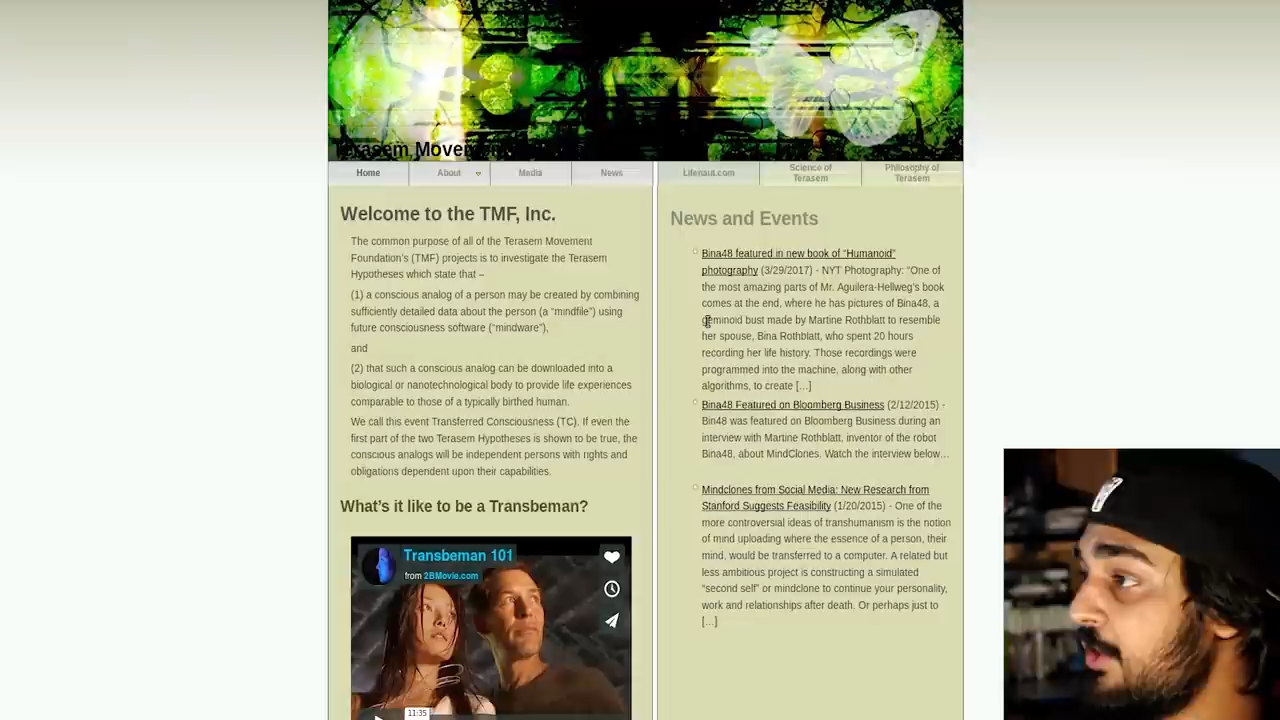 Terasem Movem
Home
About
Media
News
Lifenaut.com
Science of
Terasem
Philosophy of
Terasem
Welcome to the TMF, Inc.
The common purpose of all of the Terasem Movement
Foundation's (TMF) projects is to investigate the Terasem
Hypotheses which state that –
(1) a conscious analog of a person may be created by combining
sufficiently detailed data about the person (a “mindfile”) using
future consciousness software (“mindware”),
and
(2) that such a conscious analog can be downloaded into a
biological or nanotechnological body to provide life experiences
comparable to those of a typically birthed human.
We call this event Transferred Consciousness (TC). If even the
first part of the two Terasem Hypotheses is shown to be true, the
conscious analogs will be independent persons with rights and
obligations dependent upon their capabilities.
What's it like to be a Transbeman?
Transbeman 101
from 2BMovie.com
11:35
News and Events
Bina48 featured in new book of “Humanoid”
photography (3/29/2017) - NYT Photography: “One of
the most amazing parts of Mr. Aguilera-Hellweg's book
comes at the end, where he has pictures of Bina48, a
geminoid bust made by Martine Rothblatt to resemble
her spouse, Bina Rothblatt, who spent 20 hours
recording her life history. Those recordings were
programmed into the machine, along with other
algorithms, to create [...]
Bina48 Featured on Bloomberg Business (2/12/2015) -
Bin48 was featured on Bloomberg Business during an
interview with Martine Rothblatt, inventor of the robot
Bina48, about MindClones. Watch the interview below...
Mindclones from Social Media: New Research from
Stanford Suggests Feasibility (1/20/2015) - One of the
more controversial ideas of transhumanism is the notion
of mind uploading where the essence of a person, their
mind, would be transferred to a computer. A related but
less ambitious project is constructing a simulated
“second self” or mindclone to continue your personality,
work and relationships after death. Or perhaps just to
[...]